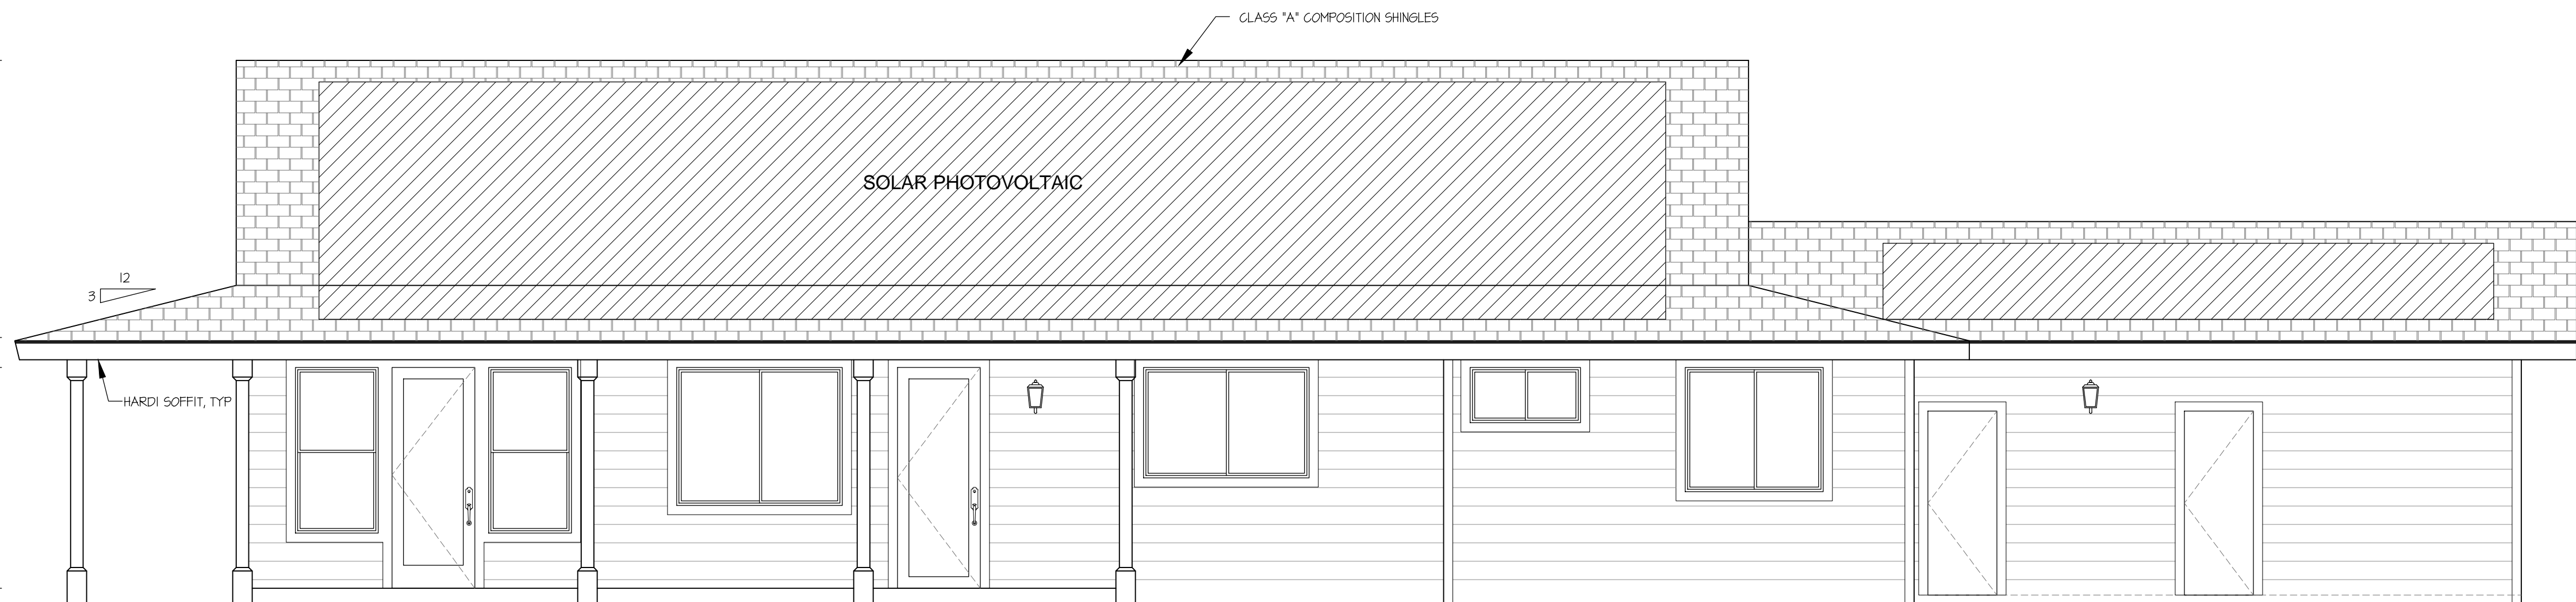 CLASS "A" COMPOSITION SHINGLES
SOLAR PHOTOVOLTAIC
12
3
HARDI SOFFIT, TYP